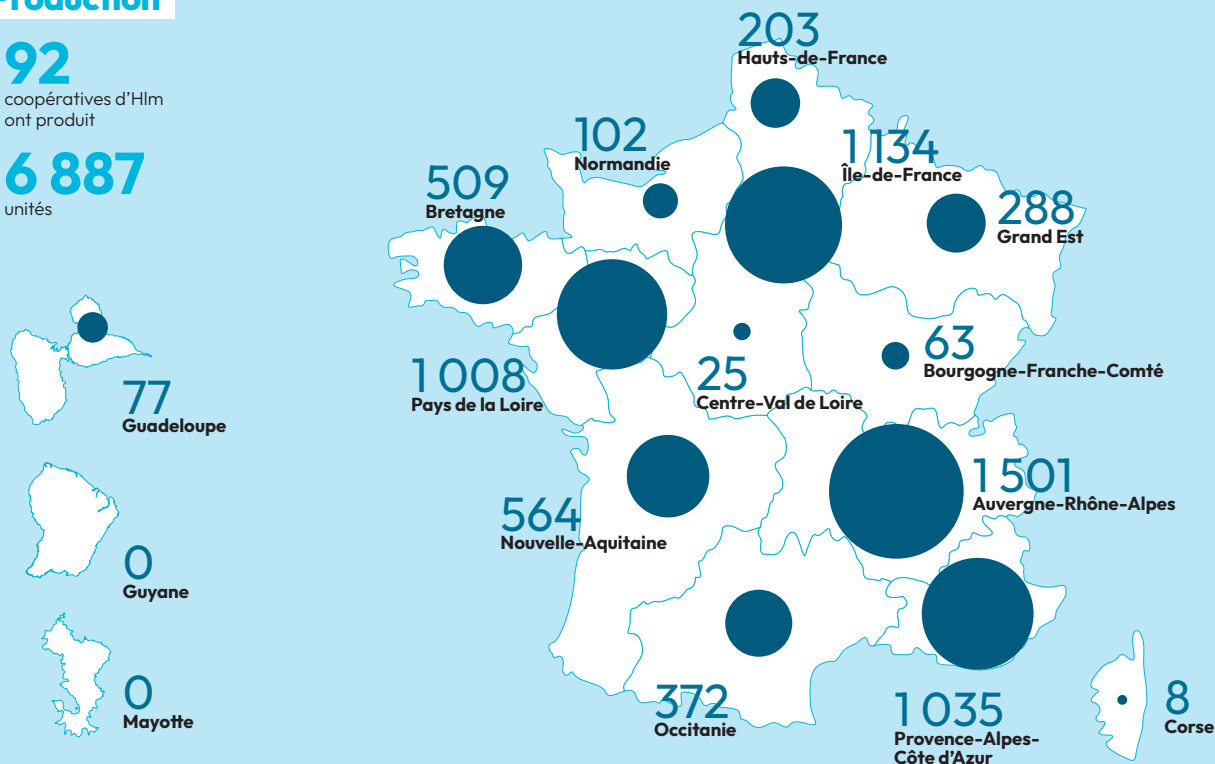 Production
92
coopératives d'Hlm
ont produit
6 887
unités
203
Hauts-de-France
102
Normandie
1 134
Île-de-France
509
Bretagne
288
Grand Est
63
Bourgogne-Franche-Comté
1 008
Pays de la Loire
25
Centre-Val de Loire
77
Guadeloupe
1 501
Auvergne-Rhône-Alpes
564
Nouvelle-Aquitaine
0
Guyane
0
Mayotte
372
Occitanie
1 035
Provence-Alpes-
Côte d'Azur
8
Corse